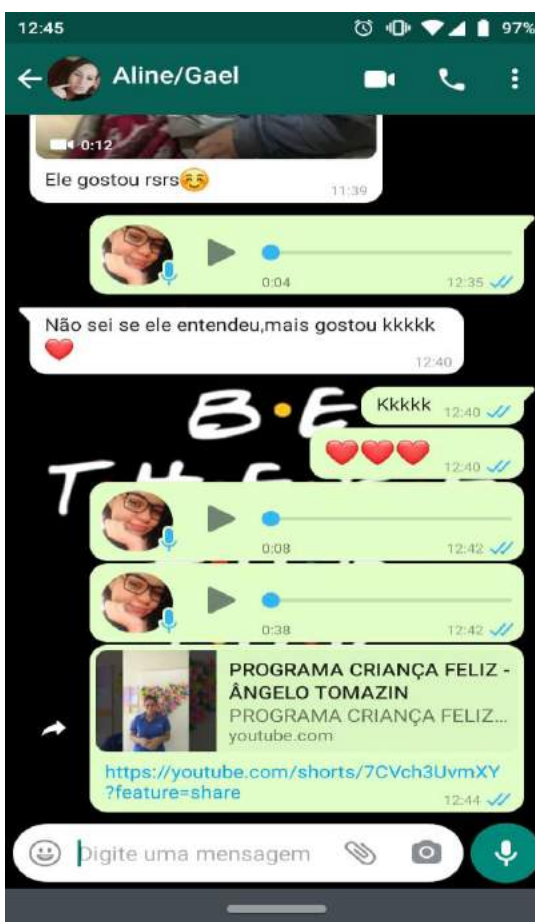 12:45
97%
Aline/Gael
0:12
Ele gostou rsrs☺️
11:39
0:04
12:35
Não sei se ele entendeu,mais gostou kkkkk
❤️
12:40
B•E
Kkkkk 12:40
❤️❤️❤️
12:40
THERE
0:08
12:42
0:38
12:42
PROGRAMA CRIANÇA FELIZ -
ÂNGELO TOMAZIN
PROGRAMA CRIANÇA FELIZ...
youtube.com
https://youtube.com/shorts/7CVch3UvmXY
?feature=share
12:44
Digite uma mensagem